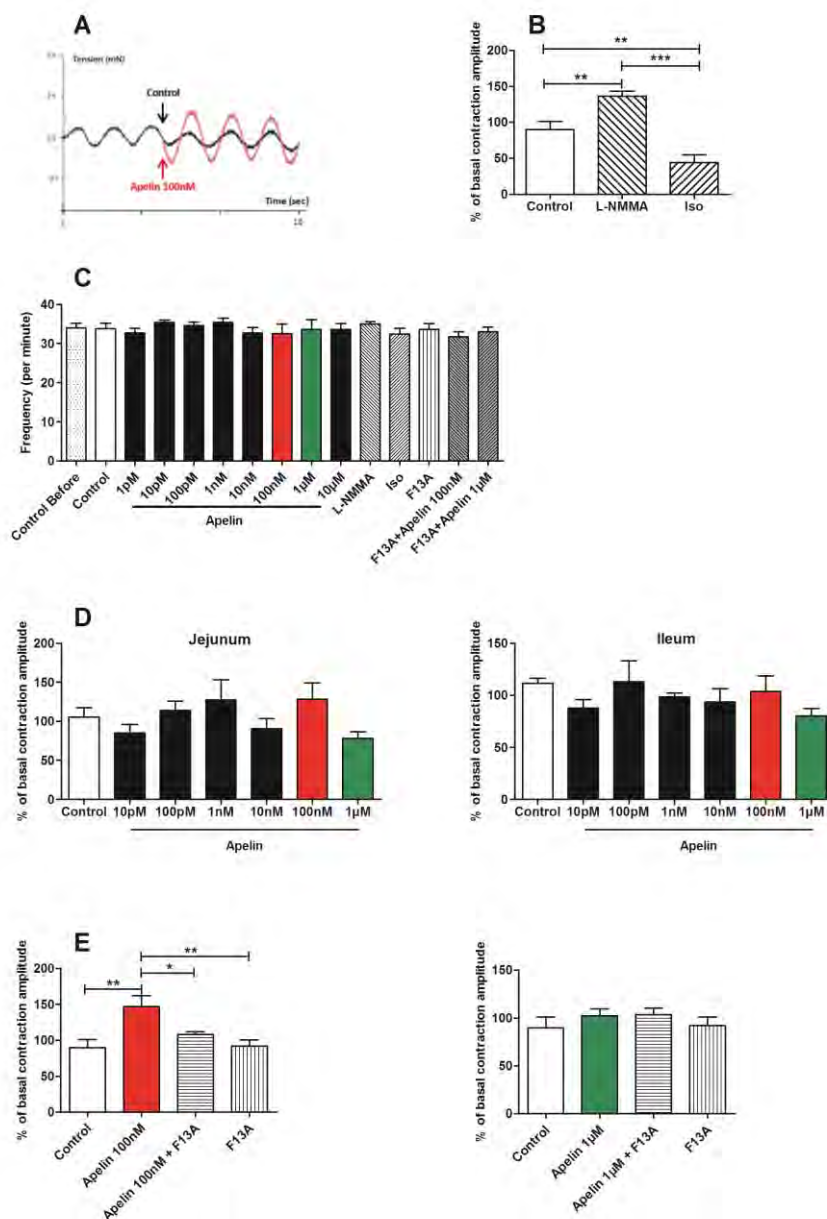 A
Tension (mN)
Control
Apelin 100nM
Time (sec)
10
B
% of basal contraction amplitude
200
150
100
50
0
**
**
***
Control
L-NMMA
Iso
C
Frequency (per minute)
40
30
20
10
0
Control Before
Control
1pM
10pM
100pM
1nM
10nM
100nM
1µM
10µM
L-NMMA
Iso
F13A
F13A+Apelin 100nM
F13A+Apelin 1µM
Apelin
D
Jejunum
% of basal contraction amplitude
200
150
100
50
0
Control
10pM
100pM
1nM
10nM
100nM
1µM
Apelin
Ileum
% of basal contraction amplitude
150
100
50
0
Control
10pM
100pM
1nM
10nM
100nM
1µM
Apelin
E
% of basal contraction amplitude
200
150
100
50
0
**
*
**
Control
Apelin 100nM
Apelin 100nM + F13A
F13A
% of basal contraction amplitude
150
100
50
0
Control
Apelin 1µM
Apelin 1µM + F13A
F13A